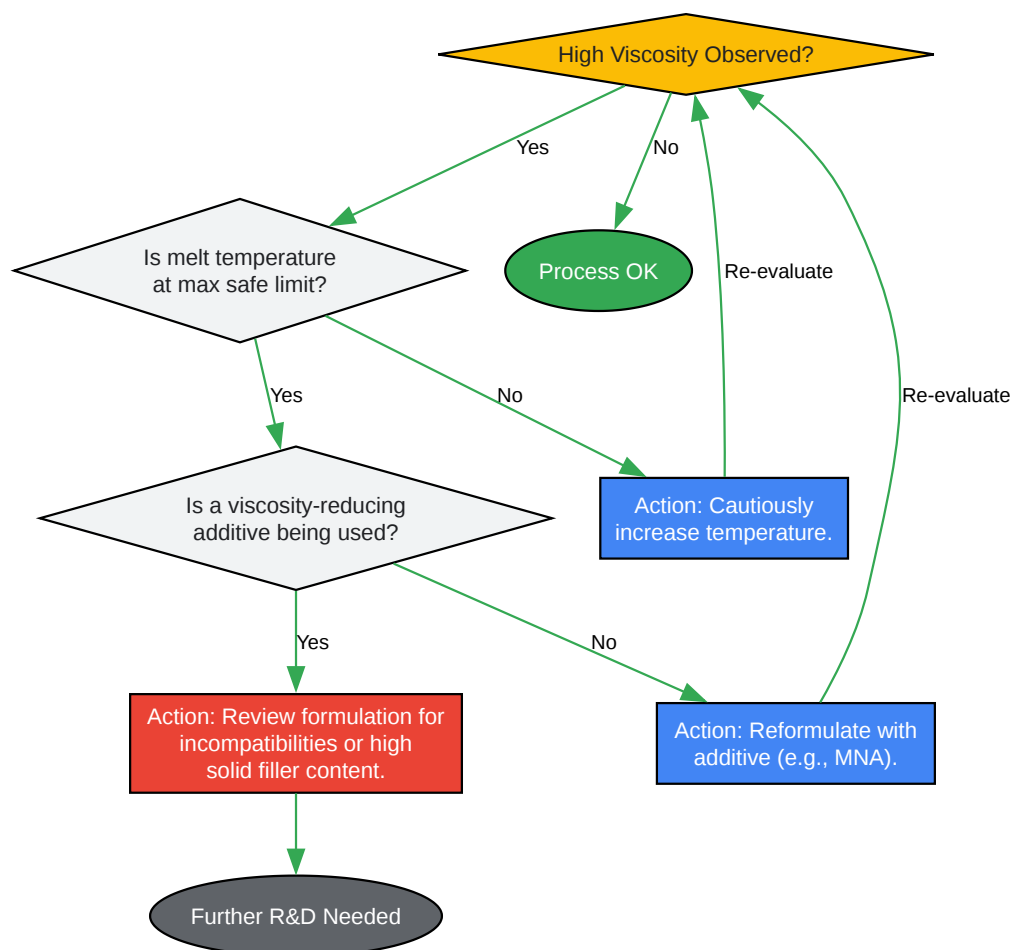 High Viscosity Observed?
Yes
No
Is melt temperature
at max safe limit?
Process OK
Re-evaluate
Yes
No
Re-evaluate
Is a viscosity-reducing
additive being used?
Action: Cautiously
increase temperature.
Yes
No
Action: Review formulation for
incompatibilities or high
solid filler content.
Action: Reformulate with
additive (e.g., MNA).
Further R&D Needed